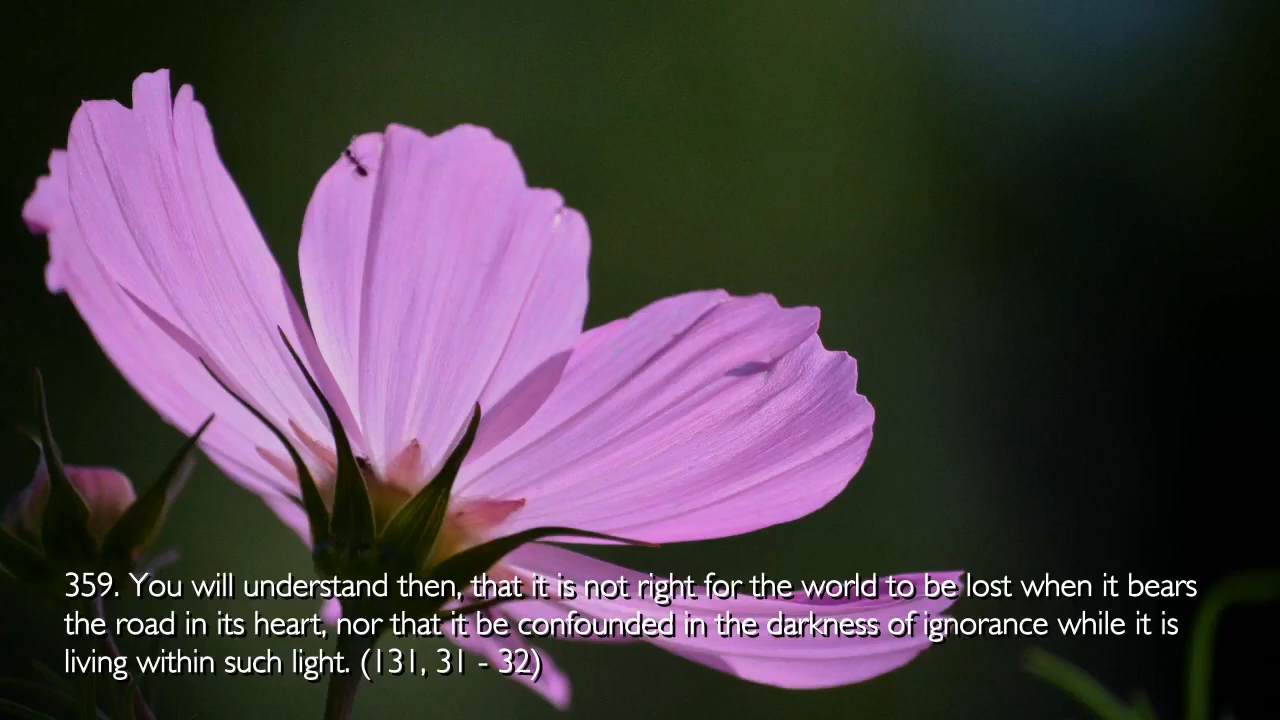 359. You will understand then, that it is not right for the world to be lost when it bears
the road in its heart, nor that it be confounded in the darkness of ignorance while it is
living within such light. (131, 31 - 32)